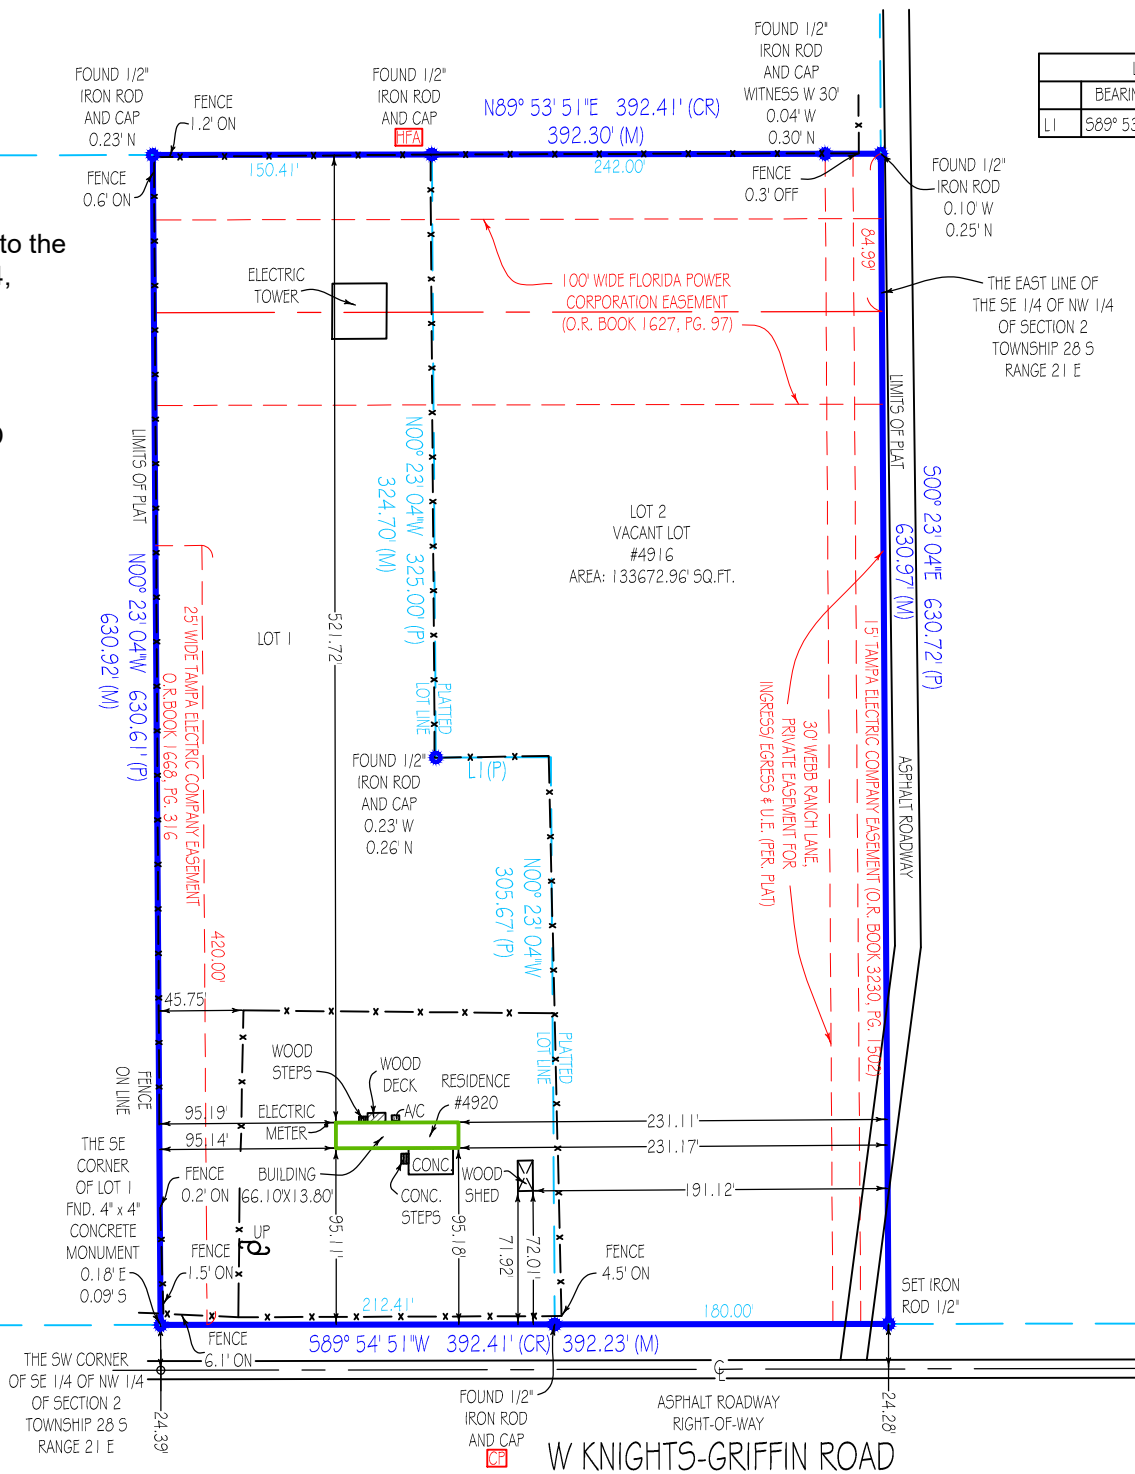 FOUND 1/2"
IRON ROD
AND CAP
0.23' N
FENCE
1.2' ON
FOUND 1/2"
IRON ROD
AND CAP
HFA
N89° 53' 51"E 392.41' (CR)
392.30' (M)
FOUND 1/2"
IRON ROD
AND CAP
WITNESS W 30'
0.04' W
0.30' N
BEARIN
L1
S89° 53
FENCE
0.6' ON
150.41'
242.00'
FENCE
0.3' OFF
FOUND 1/2"
IRON ROD
0.10' W
0.25' N
to the
ELECTRIC
TOWER
100' WIDE FLORIDA POWER
CORPORATION EASEMENT
(O.R. BOOK 1627, PG. 97)
84.99'
THE EAST LINE OF
THE SE 1/4 OF NW 1/4
OF SECTION 2
TOWNSHIP 28 S
RANGE 21 E
LIMITS OF PLAT
LIMITS OF PLAT
N00° 23' 04"W 325.00' (P)
324.70' (M)
LOT 2
VACANT LOT
#4916
AREA: 133672.96' SQ.FT.
S00° 23' 04"E 630.72' (P)
630.97' (M)
N00° 23' 04"W 630.61' (P)
630.92' (M)
25' WIDE TAMPA ELECTRIC COMPANY EASEMENT
O.R.BOOK 1668, PG. 316
LOT 1
521.72'
PLATTED
LOT LINE
30' WEBB RANCH LANE,
PRIVATE EASEMENT FOR
INGRESS/ EGRESS & U.E. (PER. PLAT)
15' TAMPA ELECTRIC COMPANY EASEMENT (O.R. BOOK 3230, PG. 1502)
ASPHALT ROADWAY
FOUND 1/2"
IRON ROD
AND CAP
0.23' W
0.26' N
L1(P)
N00° 23' 04"W
305.67' (P)
420.00'
45.75'
PLATTED
LOT LINE
FENCE
ON LINE
WOOD
STEPS
WOOD
DECK
A/C
RESIDENCE
#4920
95.19'
ELECTRIC
METER
231.11'
95.14'
231.17'
THE SE
CORNER
OF LOT 1
FND. 4" x 4"
CONCRETE
MONUMENT
0.18' E
0.09' S
FENCE
0.2' ON
BUILDING
66.10'X13.80'
CONC.
CONC.
STEPS
WOOD
SHED
191.12'
95.11'
95.18'
71.92'
72.01'
UP
FENCE
1.5' ON
FENCE
4.5' ON
SET IRON
ROD 1/2"
212.41'
180.00'
FENCE
6.1' ON
S89° 54' 51"W 392.41' (CR) 392.23' (M)
THE SW CORNER
OF SE 1/4 OF NW 1/4
OF SECTION 2
TOWNSHIP 28 S
RANGE 21 E
24.39'
FOUND 1/2"
IRON ROD
AND CAP
CP
ASPHALT ROADWAY
RIGHT-OF-WAY
24.28'
W KNIGHTS-GRIFFIN ROAD